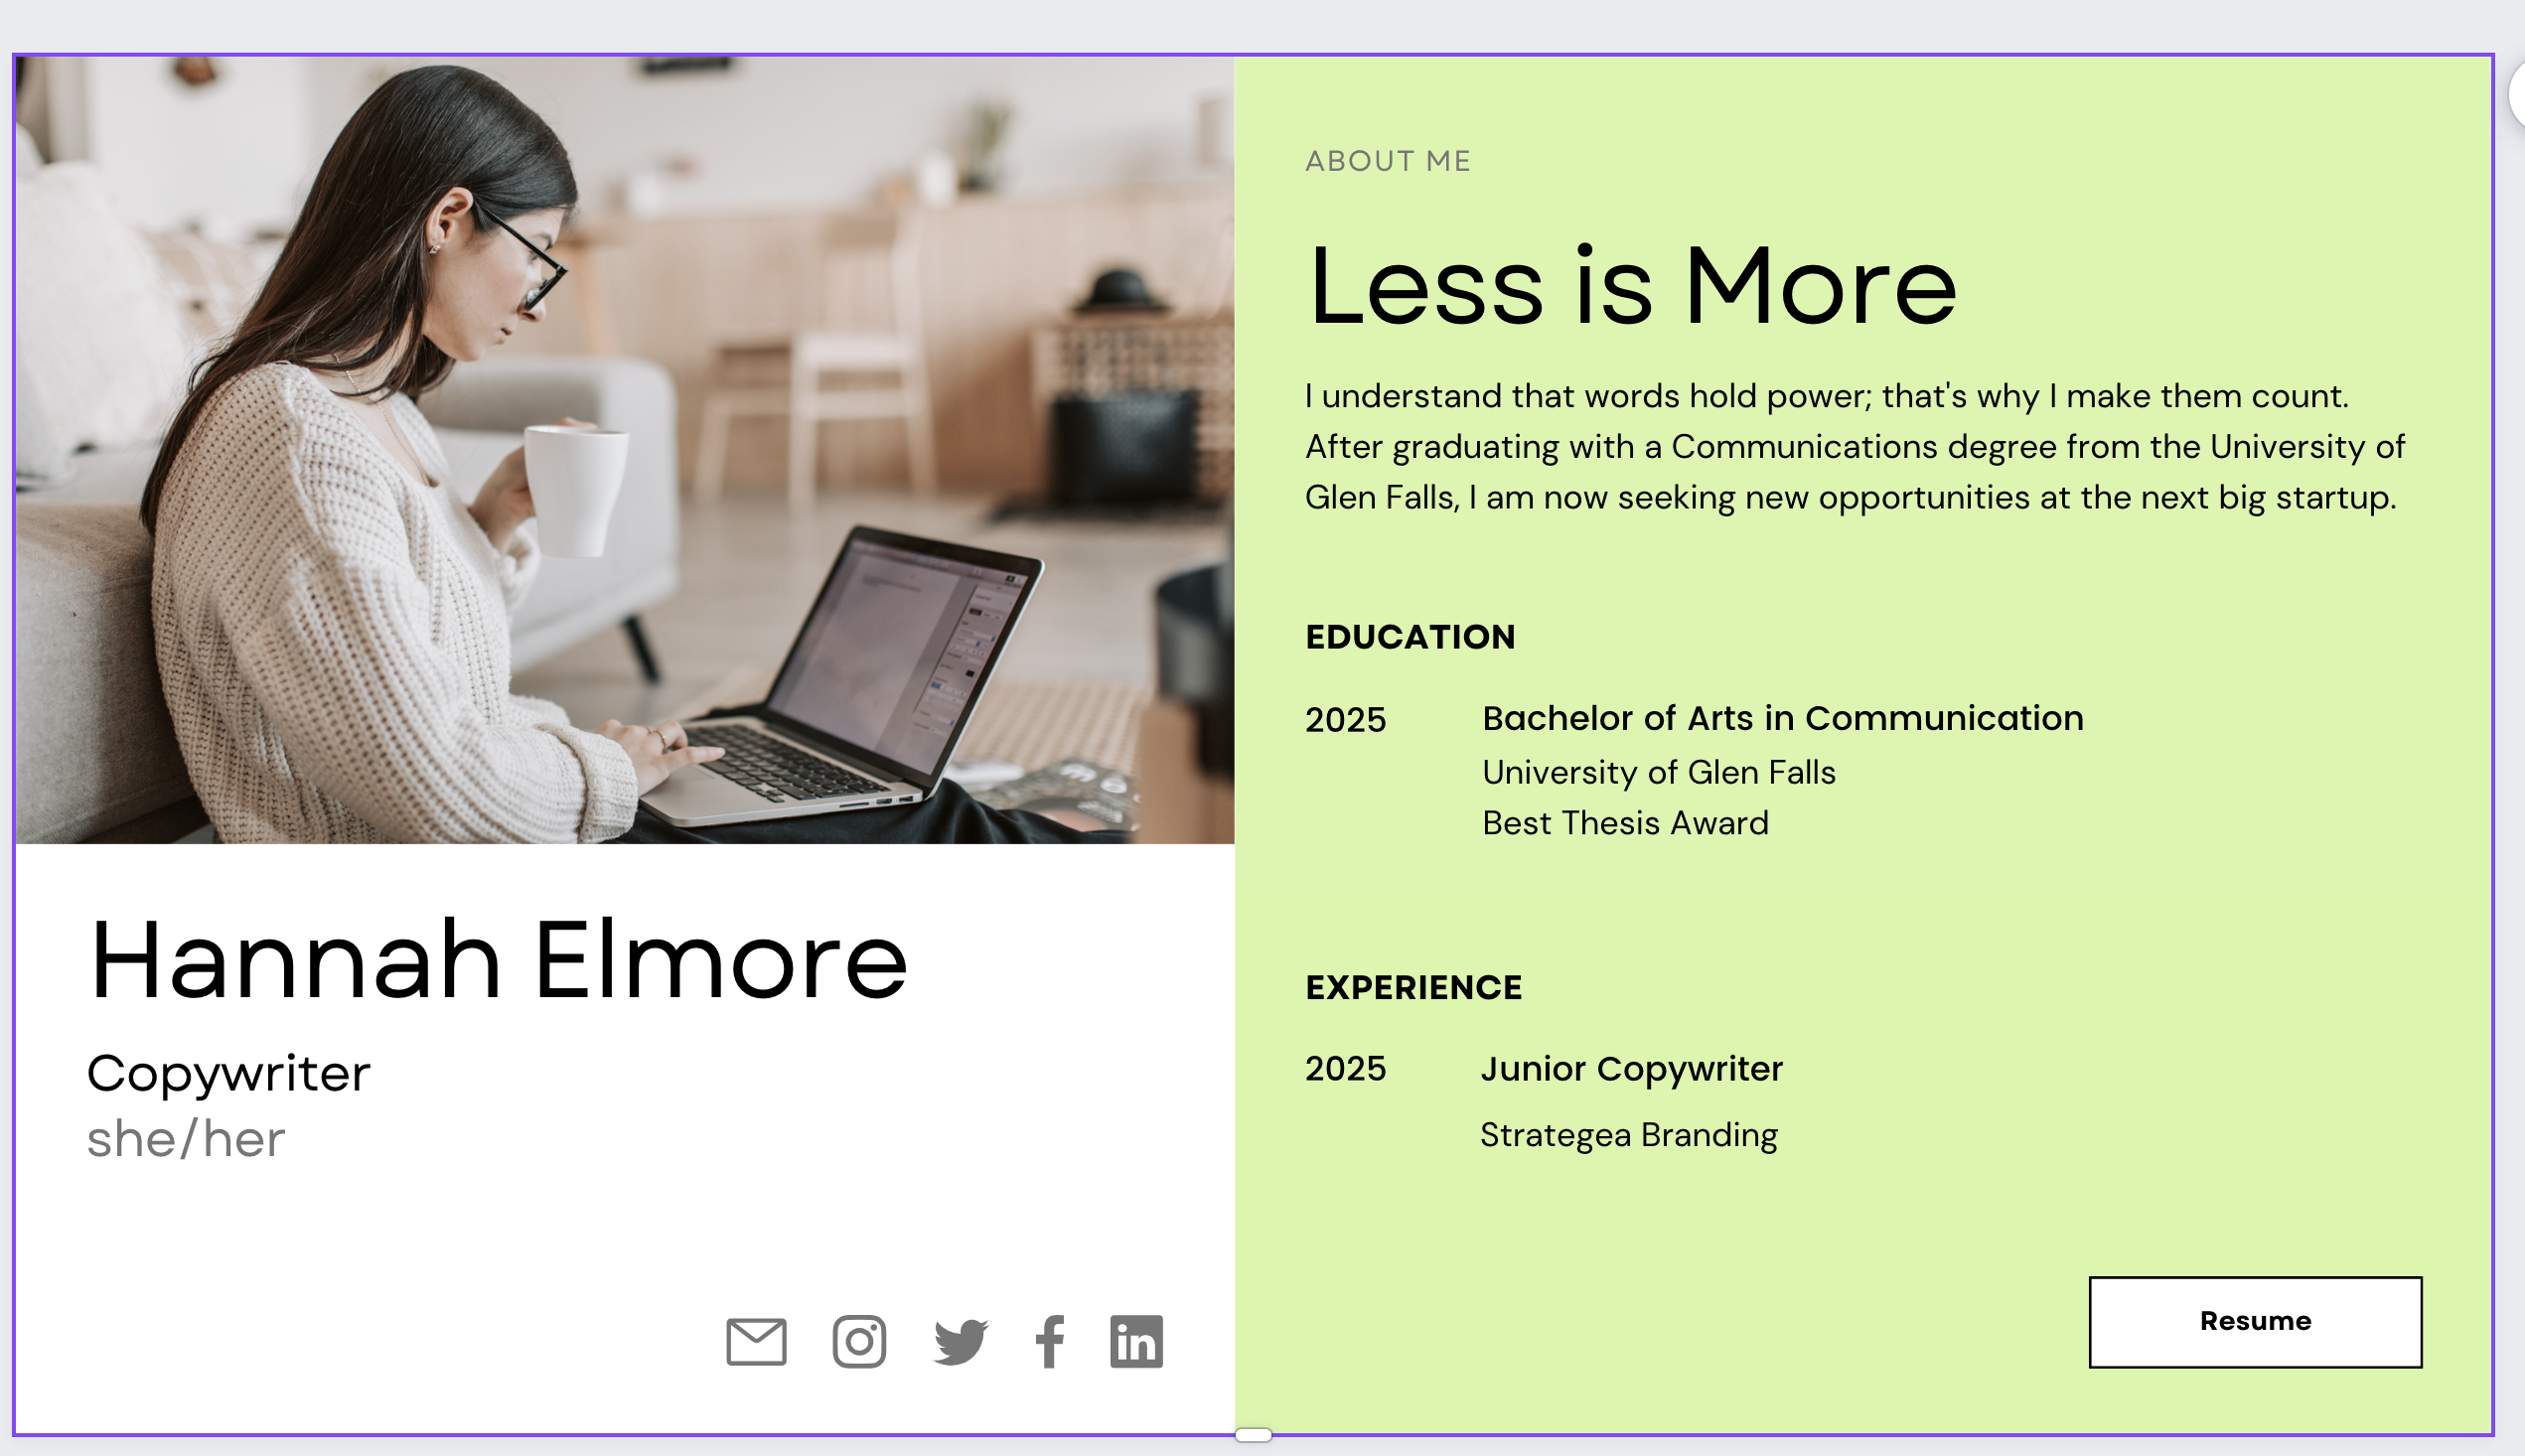 Hannah Elmore
Copywriter
she/her
ABOUT ME
Less is More
I understand that words hold power; that's why I make them count.
After graduating with a Communications degree from the University of
Glen Falls, I am now seeking new opportunities at the next big startup.
EDUCATION
2025 Bachelor of Arts in Communication
University of Glen Falls
Best Thesis Award
EXPERIENCE
2025 Junior Copywriter
Strategea Branding
Resume